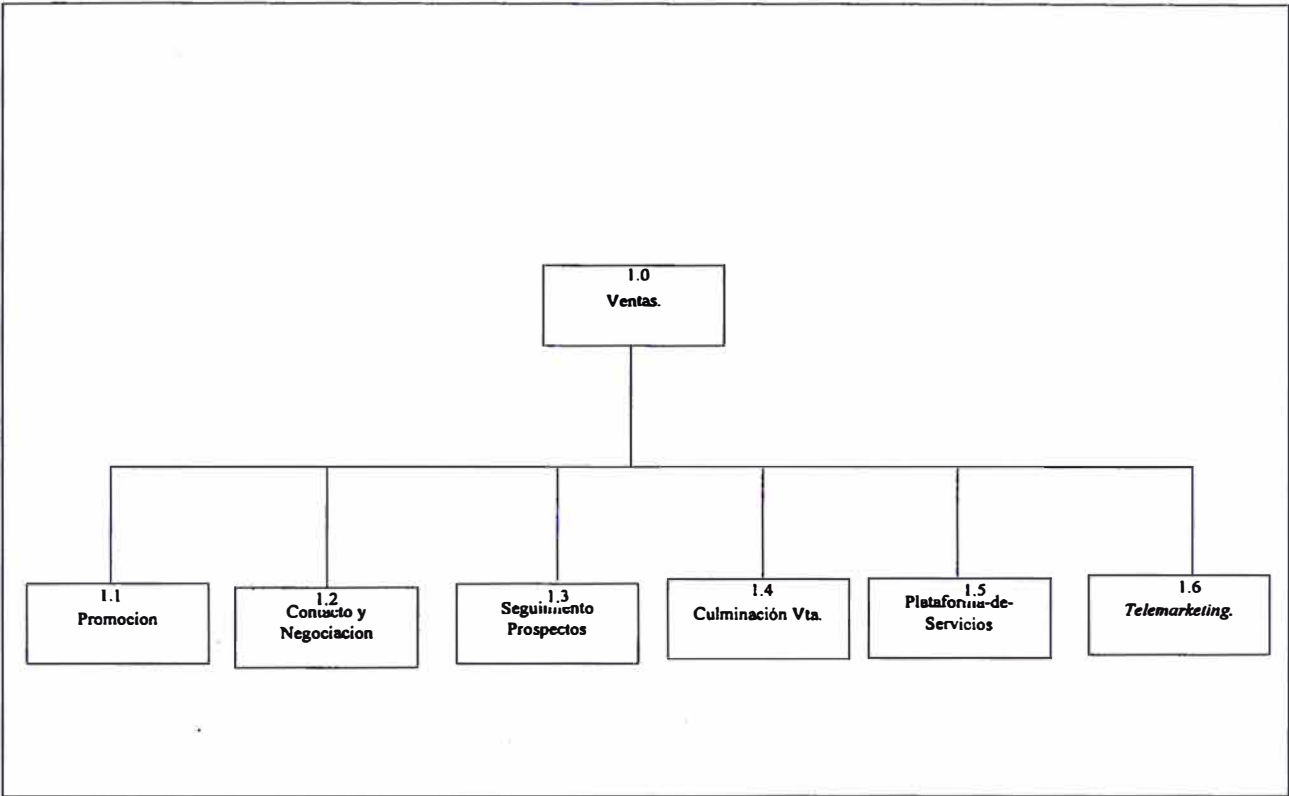 1.0
Ventas.
1.1
Promocion
1.2
Contacto y
Negociacion
1.3
Seguimiento
Prospectos
1.4
Culminación Vta.
1.5
Plataforma-de-
Servicios
1.6
Telemarketing.